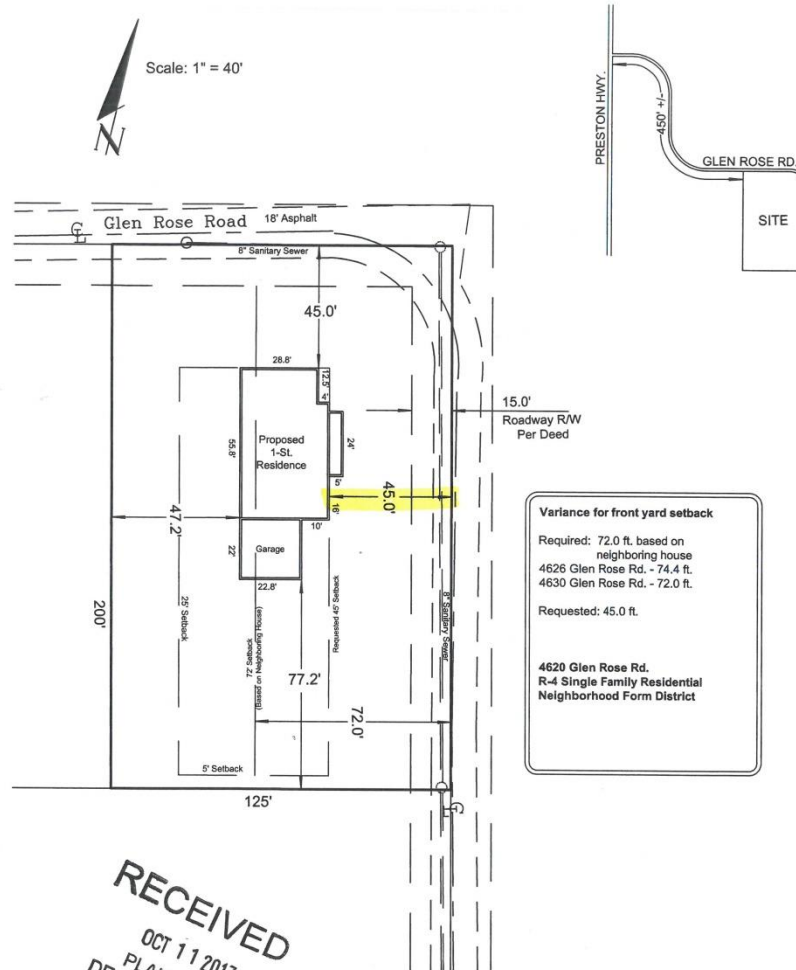 Scale: 1" = 40'
N
PRESTON HWY.
450' +/-
GLEN ROSE RD.
SITE
Glen Rose Road
18' Asphalt
CL
8" Sanitary Sewer
45.0'
28.8'
12.5'
4'
15.0'
Roadway R/W
Per Deed
55.8'
Proposed
1-St.
Residence
24'
5'
45.0'
16'
10'
47.2'
Garage
22'
22.8'
200'
25' Setback
72' Setback
(Based on Neighboring House)
Requested 45' Setback
8" Sanitary Sewer
77.2'
72.0'
5' Setback
125'
CL
Variance for front yard setback
Required: 72.0 ft. based on
neighboring house
4626 Glen Rose Rd. - 74.4 ft.
4630 Glen Rose Rd. - 72.0 ft.
Requested: 45.0 ft.
4620 Glen Rose Rd.
R-4 Single Family Residential
Neighborhood Form District
RECEIVED
OCT 11 2017